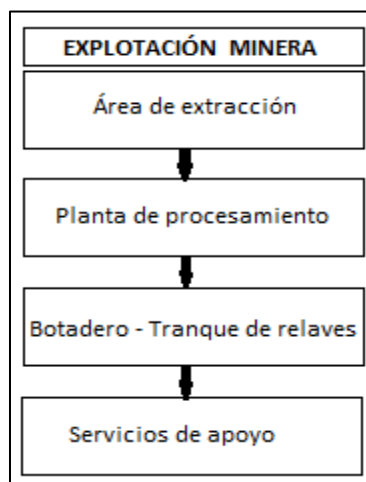 EXPLOTACIÓN MINERA
Área de extracción
Planta de procesamiento
Botadero - Tranque de relaves
Servicios de apoyo